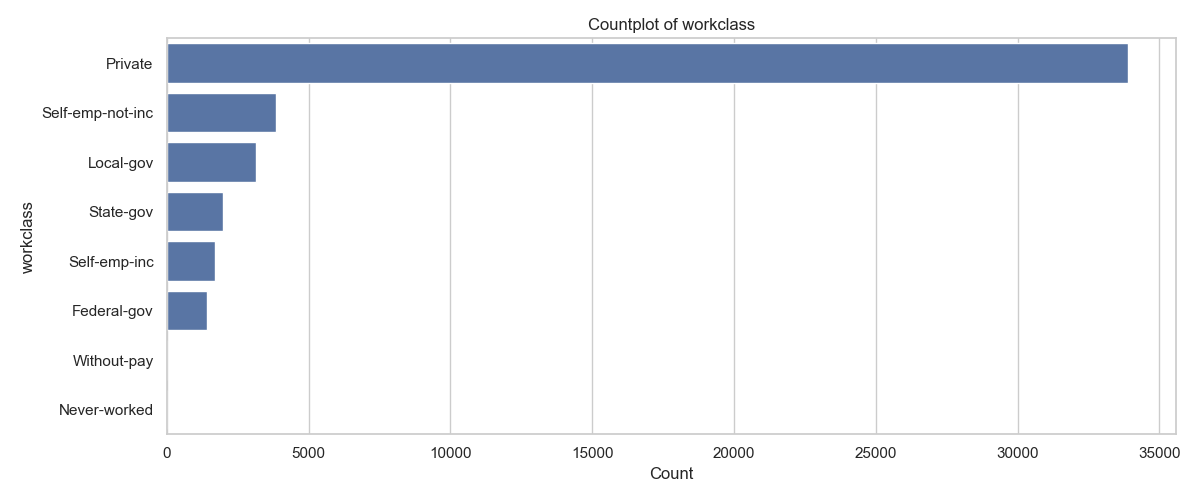 Countplot of workclass
Private
Self-emp-not-inc
Local-gov
State-gov
Self-emp-inc
Federal-gov
Without-pay
Never-worked
workclass
0 5000 10000 15000 20000 25000 30000 35000
Count